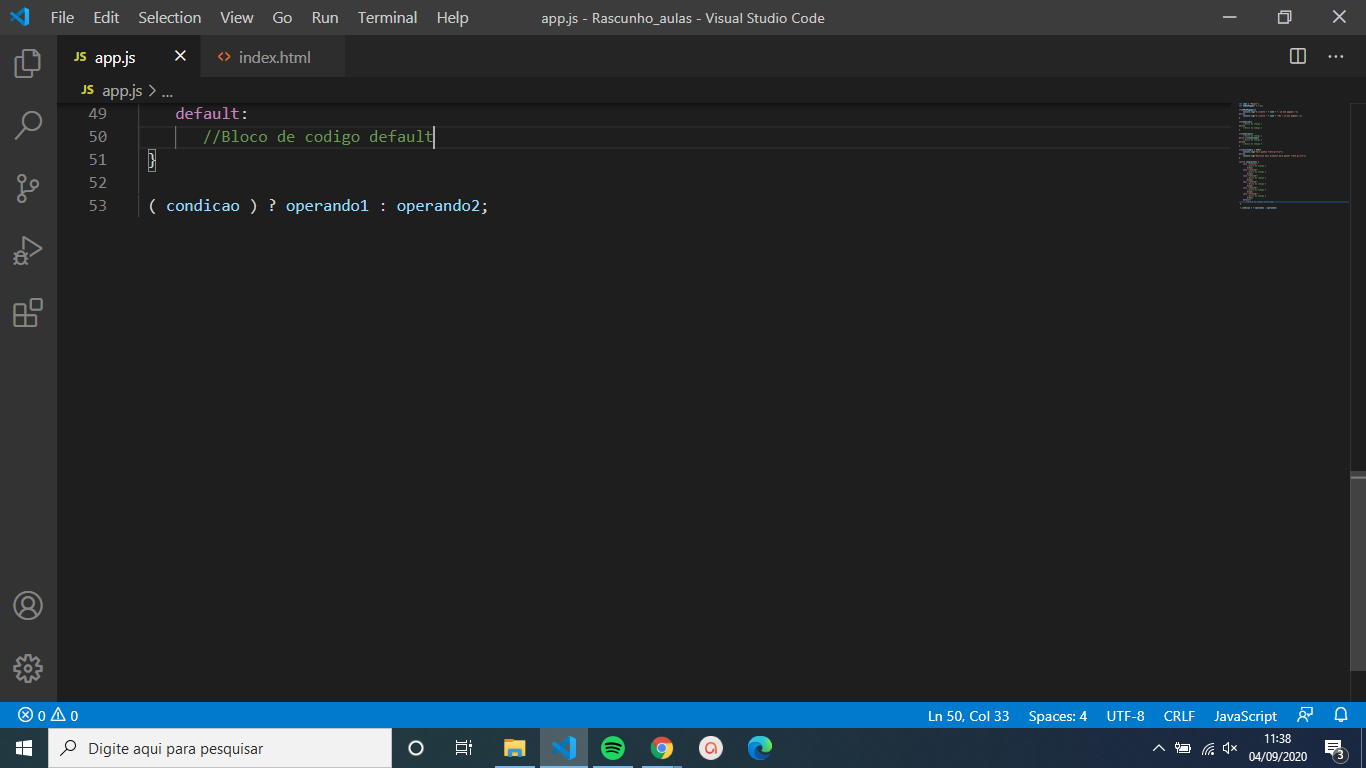 File Edit Selection View Go Run Terminal Help app.js - Rascunho_aulas - Visual Studio Code
JS app.js <> index.html
JS app.js > ...
49 default:
50 //Bloco de codigo default
51 }
52
53 ( condicao ) ? operando1 : operando2;
0 0 Ln 50, Col 33 Spaces: 4 UTF-8 CRLF JavaScript
Digite aqui para pesquisar
11:38
04/09/2020
3